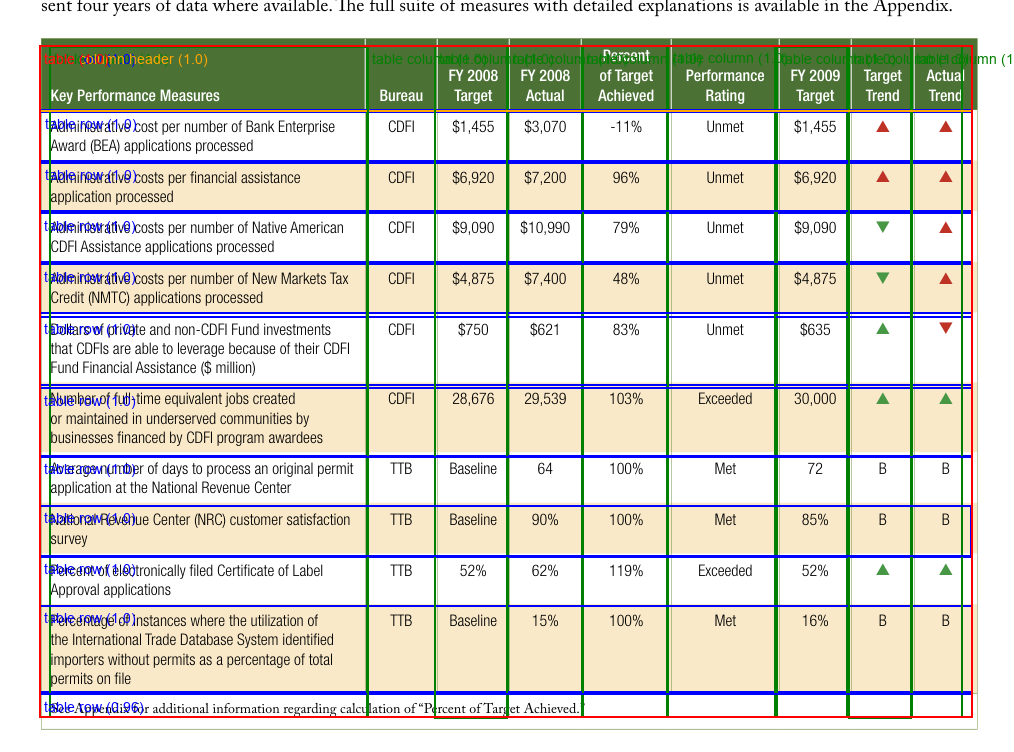 sent four years of data where available. The full suite of measures with detailed explanations is available in the Appendix.
column header (1.0)
Key Performance Measures Bureau FY 2008 Target FY 2008 Actual Percent of Target Achieved Performance Rating FY 2009 Target Target Trend Actual Trend
Administrative cost per number of Bank Enterprise CDFI $1,455 $3,070 -11% Unmet $1,455 ▲ ▲
Award (BEA) applications processed
Administrative costs per financial assistance CDFI $6,920 $7,200 96% Unmet $6,920 ▲ ▲
application processed
Administrative costs per number of Native American CDFI $9,090 $10,990 79% Unmet $9,090 ▼ ▲
CDFI Assistance applications processed
Administrative costs per number of New Markets Tax CDFI $4,875 $7,400 48% Unmet $4,875 ▼ ▲
Credit (NMTC) applications processed
Dollars of private and non-CDFI Fund investments CDFI $750 $621 83% Unmet $635 ▲ ▼
that CDFIs are able to leverage because of their CDFI
Fund Financial Assistance ($ million)
Number of full-time equivalent jobs created CDFI 28,676 29,539 103% Exceeded 30,000 ▲ ▲
or maintained in underserved communities by
businesses financed by CDFI program awardees
Average number of days to process an original permit TTB Baseline 64 100% Met 72 B B
application at the National Revenue Center
National Revenue Center (NRC) customer satisfaction TTB Baseline 90% 100% Met 85% B B
survey
Percent of electronically filed Certificate of Label TTB 52% 62% 119% Exceeded 52% ▲ ▲
Approval applications
Percentage of instances where the utilization of TTB Baseline 15% 100% Met 16% B B
the International Trade Database System identified
importers without permits as a percentage of total
permits on file
table row (0.96)
See Appendix for additional information regarding calculation of “Percent of Target Achieved.”